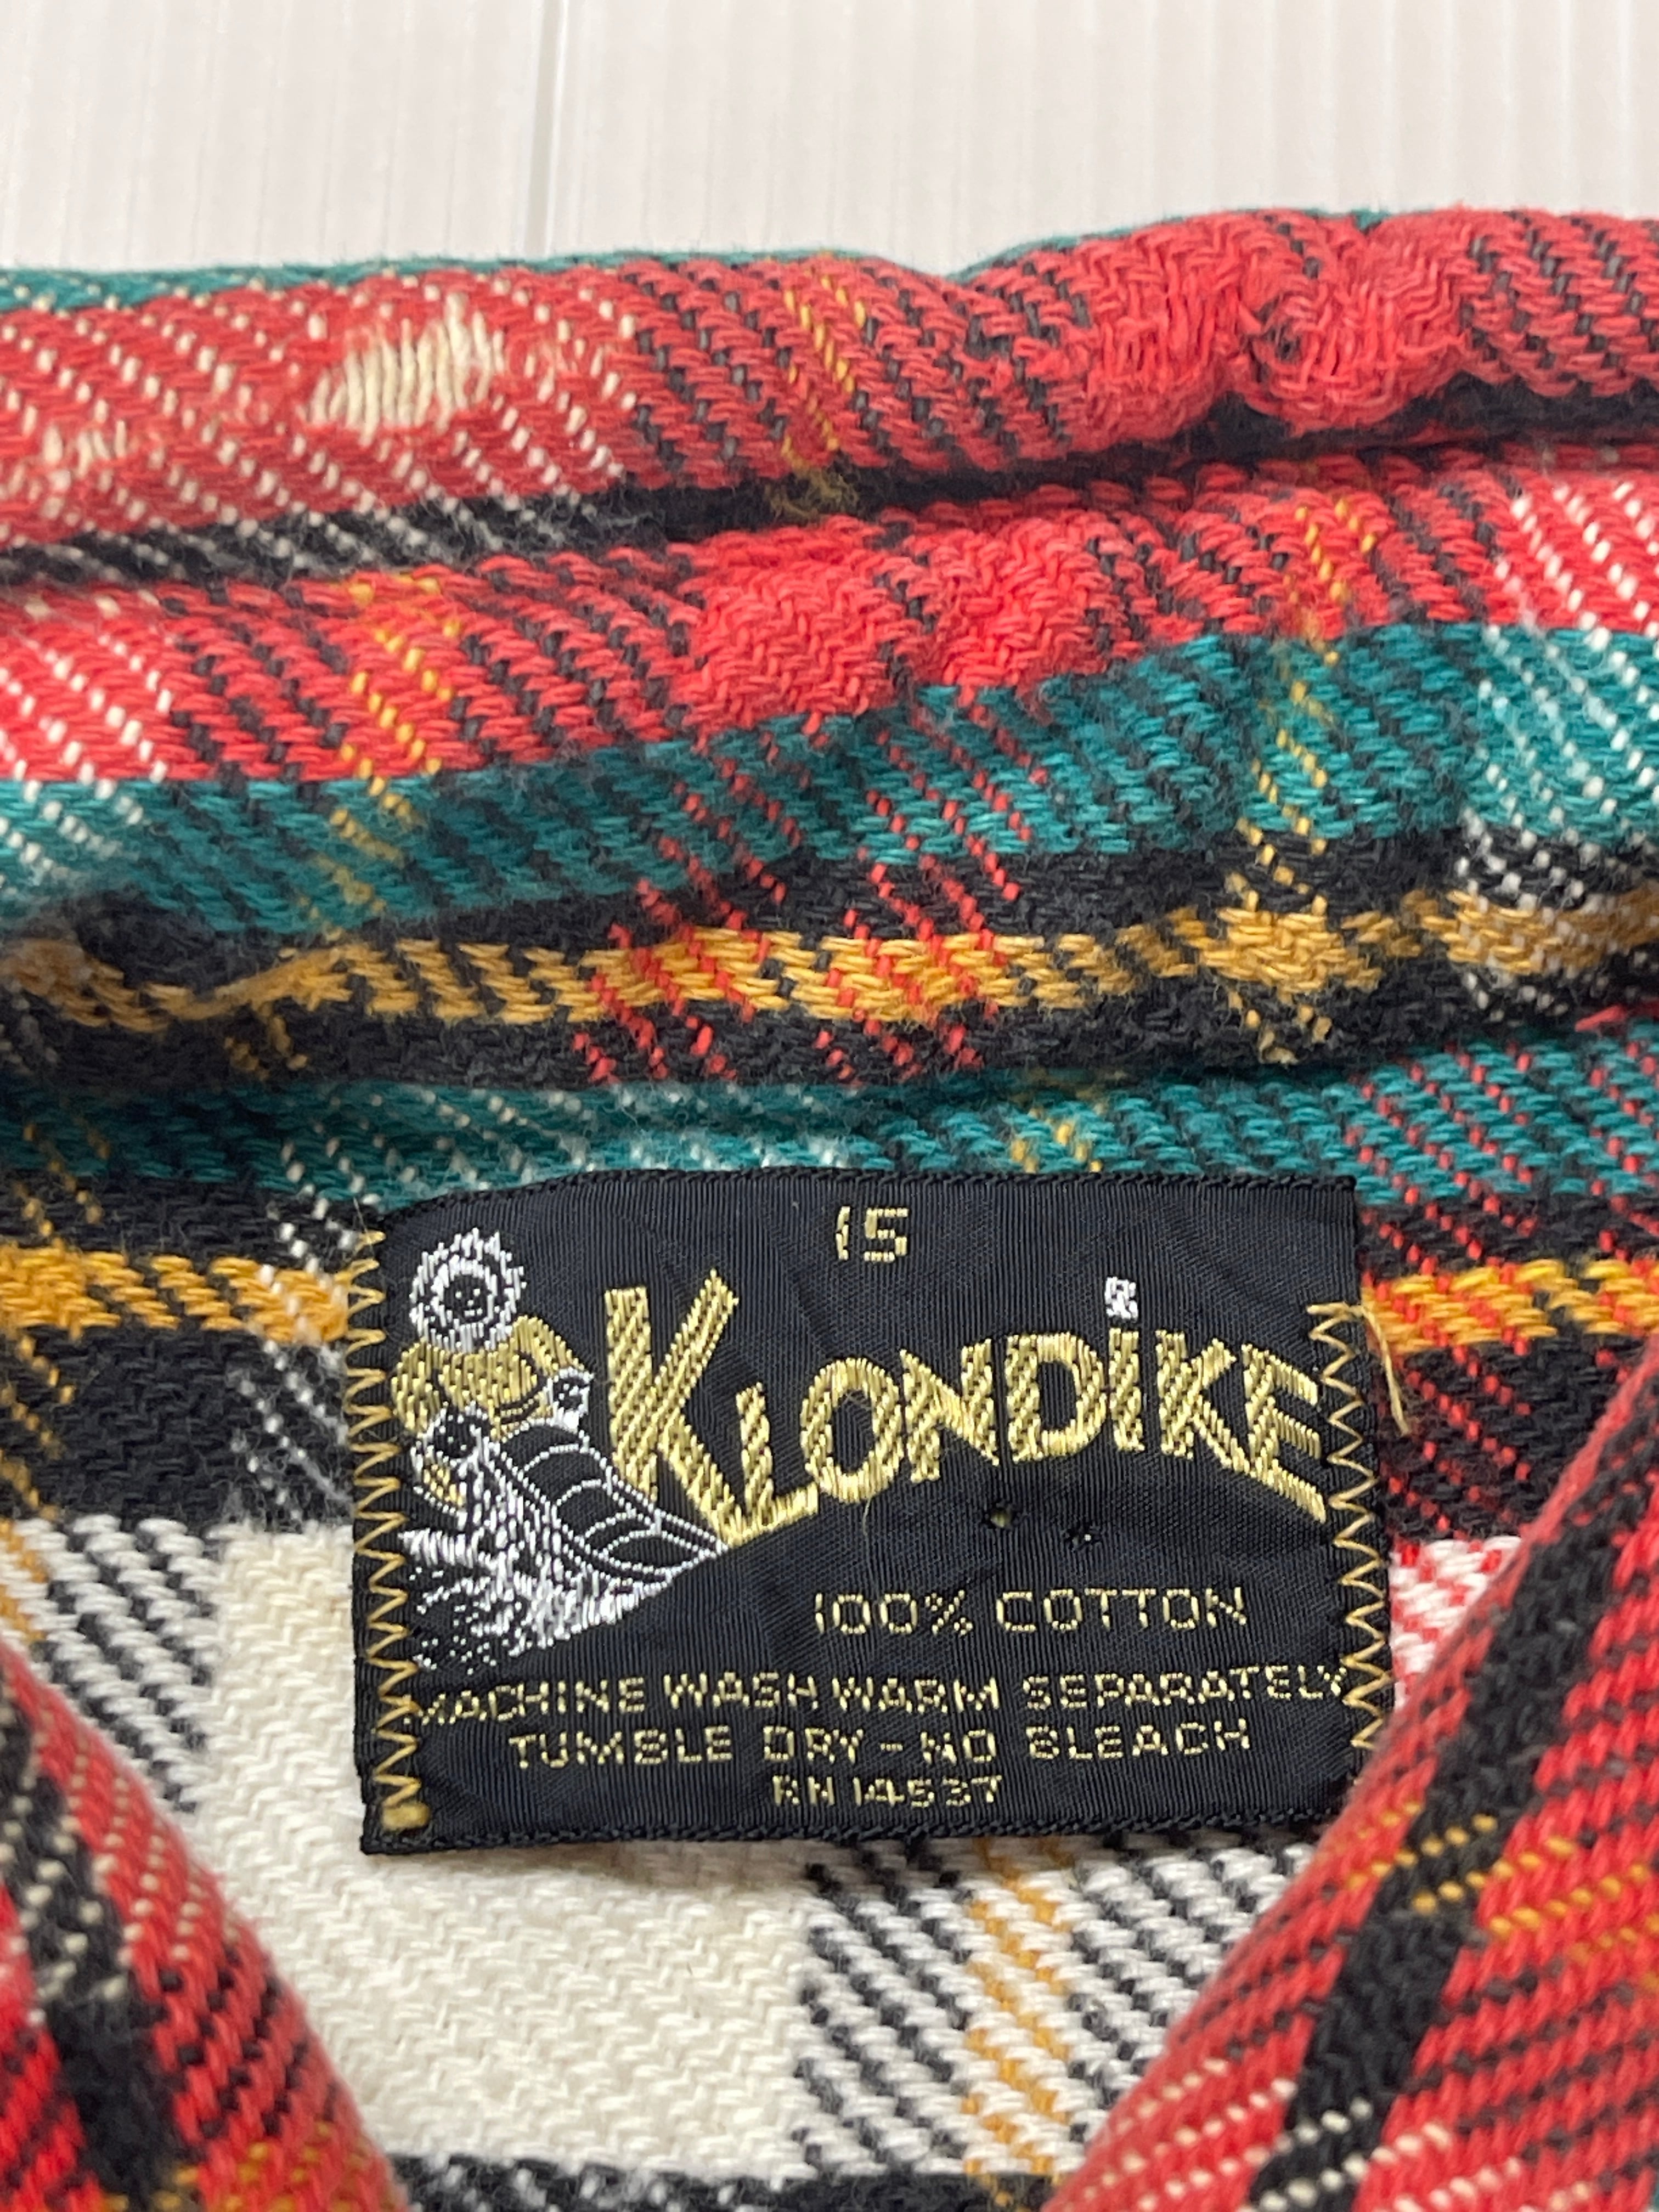 15
KLONDiKE
100% COTTON
MACHINE WASH WARM SEPARATELY
TUMBLE DRY - NO BLEACH
RN 14537